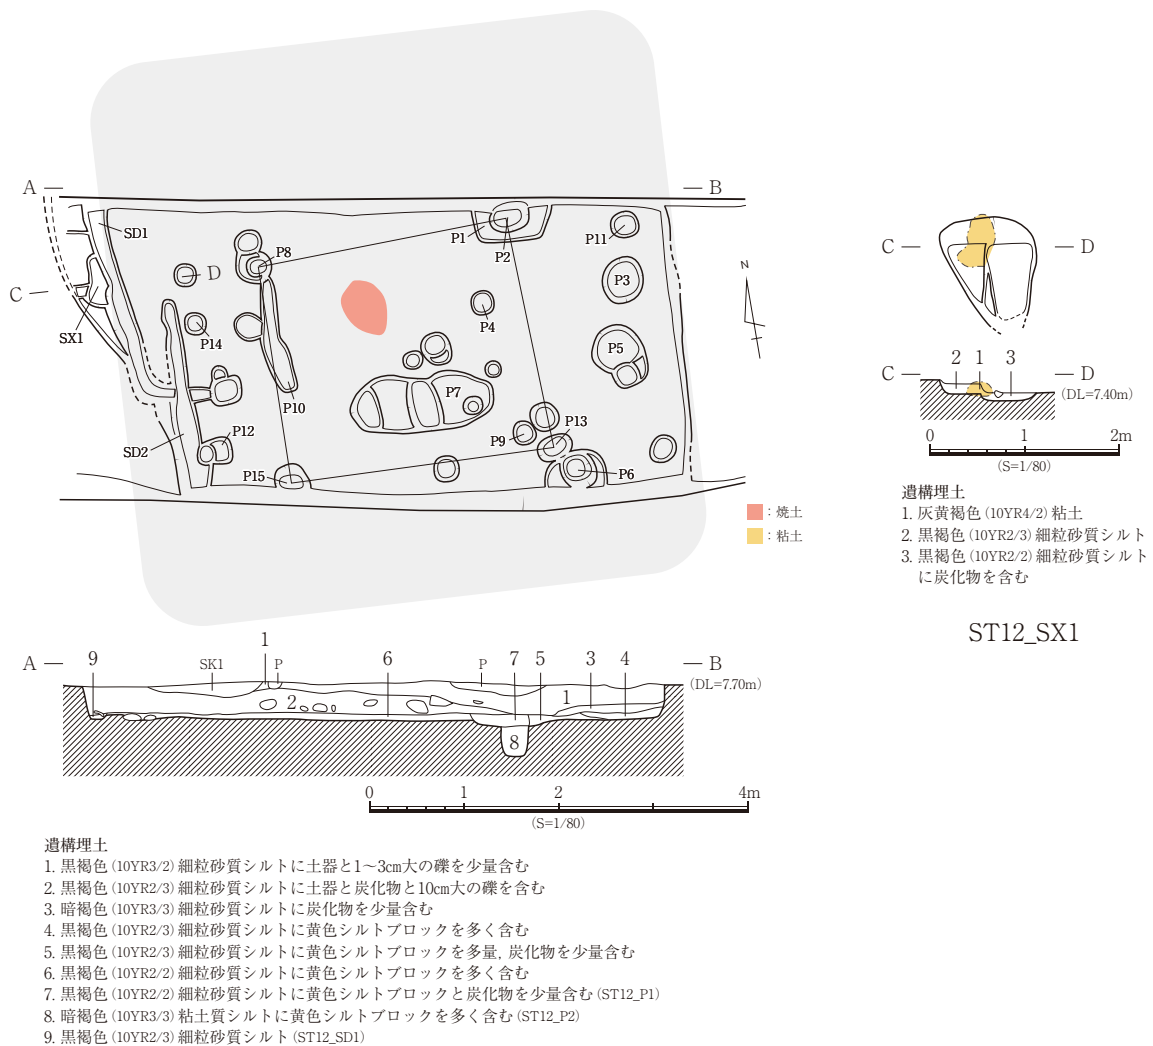 A
B
SD1
P8
P1
P2
P11
D
P3
C
SX1
P14
P4
P5
P7
P10
P12
P9
P13
SD2
P15
P6
N
:焼土
:粘土
C
D
2 1 3
C
D
(DL=7.40m)
0 1 2m
(S=1/80)
遺構埋土
1. 灰黄褐色(10YR4/2)粘土
2. 黒褐色(10YR2/3)細粒砂質シルト
3. 黒褐色(10YR2/2)細粒砂質シルト
に炭化物を含む
ST12_SX1
A
9 SK1 1 P 6 P 7 5 3 4
B
(DL=7.70m)
2
1
8
0 1 2 4m
(S=1/80)
遺構埋土
1. 黒褐色(10YR3/2)細粒砂質シルトに土器と1〜3㎝大の礫を少量含む
2. 黒褐色(10YR2/3)細粒砂質シルトに土器と炭化物と10㎝大の礫を含む
3. 暗褐色(10YR3/3)細粒砂質シルトに炭化物を少量含む
4. 黒褐色(10YR2/3)細粒砂質シルトに黄色シルトブロックを多く含む
5. 黒褐色(10YR2/3)細粒砂質シルトに黄色シルトブロックを多量, 炭化物を少量含む
6. 黒褐色(10YR2/2)細粒砂質シルトに黄色シルトブロックを多く含む
7. 黒褐色(10YR2/2)細粒砂質シルトに黄色シルトブロックと炭化物を少量含む(ST12_P1)
8. 暗褐色(10YR3/3)粘土質シルトに黄色シルトブロックを多く含む(ST12_P2)
9. 黒褐色(10YR2/3)細粒砂質シルト(ST12_SD1)